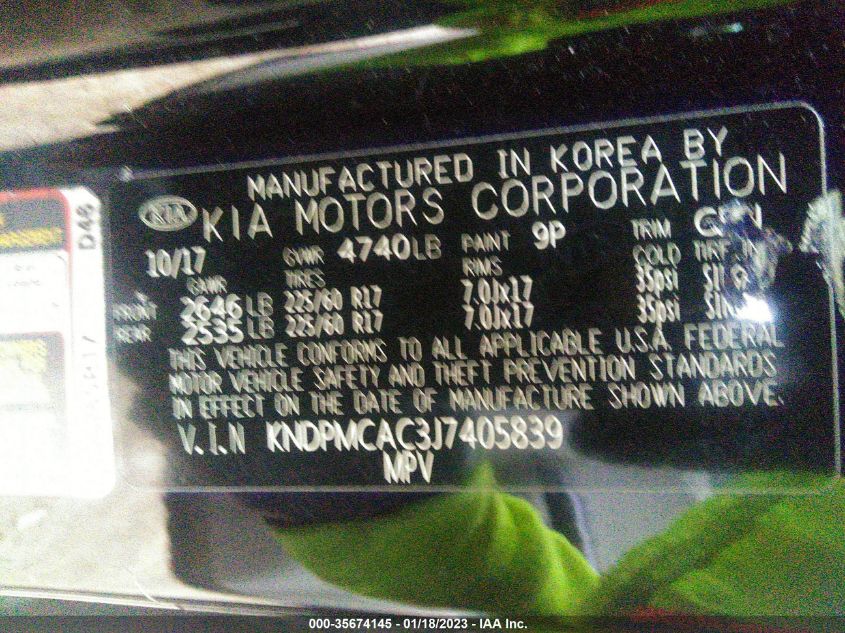 MANUFACTURED IN KOREA BY
KIA KIA MOTORS CORPORATION
10/17 GVWR 4740LB PAINT 9P TRIM
GAWR TIRES RIMS COLD TIRE
FRONT 2646 LB 225/60 R17 7.0Jx17 35psi
REAR 2535 LB 225/60 R17 7.0Jx17 35psi
THIS VEHICLE CONFORMS TO ALL APPLICABLE U.S.A. FEDERAL
MOTOR VEHICLE SAFETY AND THEFT PREVENTION STANDARDS
IN EFFECT ON THE DATE OF MANUFACTURE SHOWN ABOVE.
V.I.N KNDPMCAC3J7405839
MPV
D46
000-35674145 - 01/18/2023 - IAA Inc.